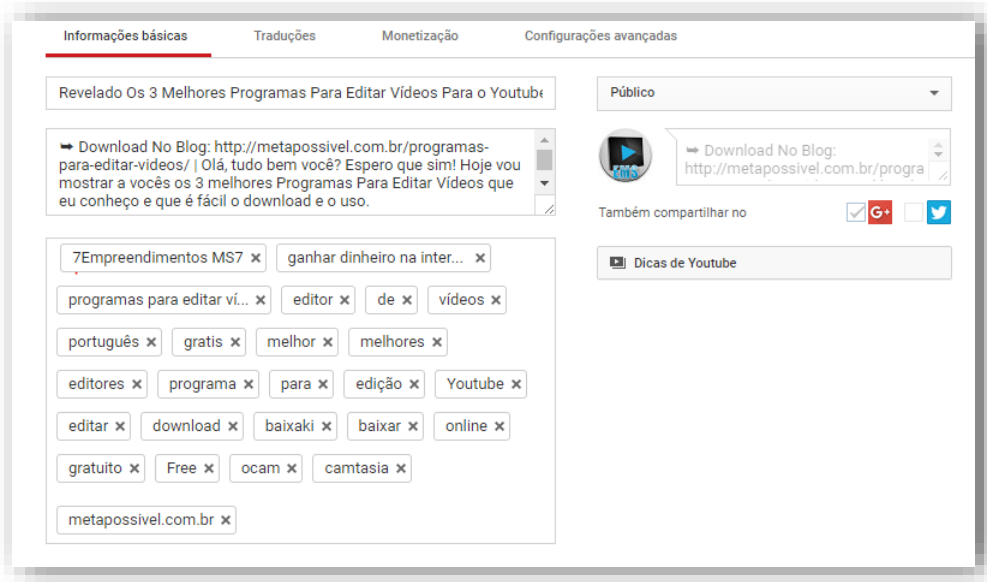 Informações básicas
Traduções
Monetização
Configurações avançadas
Revelado Os 3 Melhores Programas Para Editar Vídeos Para o Youtube
➥ Download No Blog: http://metapossivel.com.br/programas-
para-editar-videos/ | Olá, tudo bem você? Espero que sim! Hoje vou
mostrar a vocês os 3 melhores Programas Para Editar Vídeos que
eu conheço e que é fácil o download e o uso.
7Empreendimentos MS7 ×
ganhar dinheiro na inter... ×
programas para editar ví... ×
editor ×
de ×
vídeos ×
português ×
gratis ×
melhor ×
melhores ×
editores ×
programa ×
para ×
edição ×
Youtube ×
editar ×
download ×
baixaki ×
baixar ×
online ×
gratuito ×
Free ×
ocam ×
camtasia ×
metapossivel.com.br ×
Público
EMS
➥ Download No Blog:
http://metapossivel.com.br/progra
Também compartilhar no
G+
Dicas de Youtube